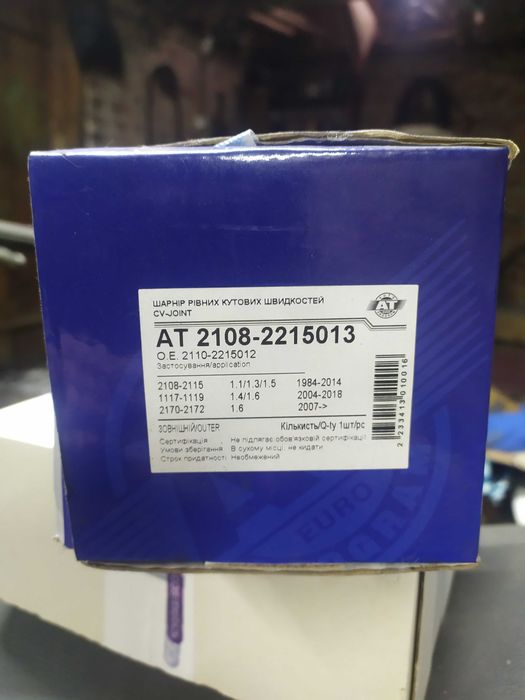 ШАРНІР РІВНИХ КУТОВИХ ШВИДКОСТЕЙ
CV-JOINT
AT
AT 2108-2215013
O.E. 2110-2215012
Застосування/application
2108-2115 1.1/1.3/1.5 1984-2014
1117-1119 1.4/1.6 2004-2018
2170-2172 1.6 2007->
ЗОВНІШНІЙ/OUTER Кількисть/Q-ty 1шт/pc
Сертифікація : Не підлягає обов'язковій сертифікації
Умови зберігання : В сухому місці, не кидати
Строк придатності : Необмежений
2233413010016
EURO